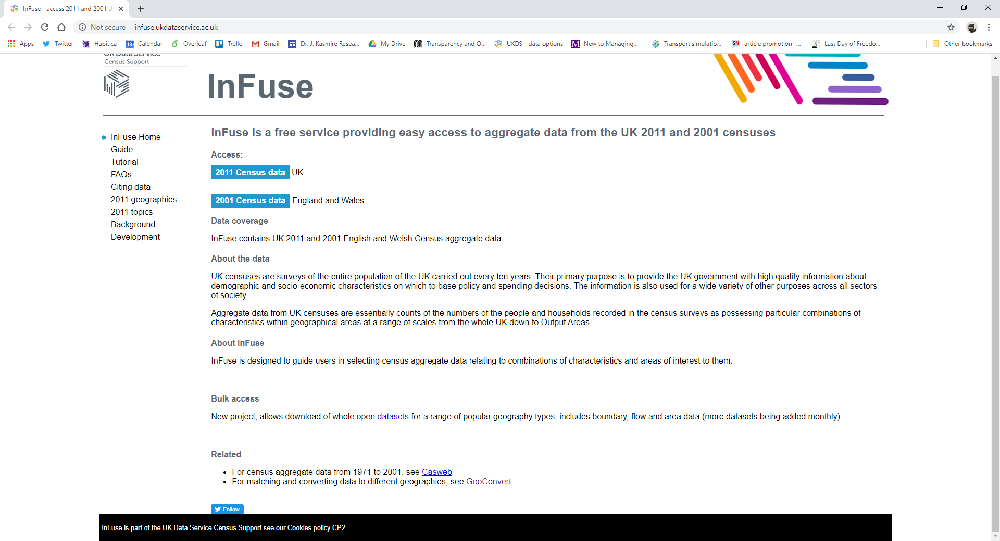 InFuse - access 2011 and 2001 U
Not secure
infuse.ukdataservice.ac.uk
Apps
Twitter
Habitica
13
Calendar
Overleaf
Trello
Gmail
Dr. J. Kasmire Resea...
My Drive
Transparency and O...
UKDS - data options
M
New to Managing...
Transport simulatio...
SN
article promotion -...
Last Day of Freedo...
Other bookmarks
UK Data Service
Census Support
InFuse
InFuse Home
Guide
Tutorial
FAQs
Citing data
2011 geographies
2011 topics
Background
Development
InFuse is a free service providing easy access to aggregate data from the UK 2011 and 2001 censuses
Access:
2011 Census data UK
2001 Census data England and Wales
Data coverage
InFuse contains UK 2011 and 2001 English and Welsh Census aggregate data.
About the data
UK censuses are surveys of the entire population of the UK carried out every ten years. Their primary purpose is to provide the UK government with high quality information about
demographic and socio-economic characteristics on which to base policy and spending decisions. The information is also used for a wide variety of other purposes across all sectors
of society.
Aggregate data from UK censuses are essentially counts of the numbers of the people and households recorded in the census surveys as possessing particular combinations of
characteristics within geographical areas at a range of scales from the whole UK down to Output Areas.
About InFuse
InFuse is designed to guide users in selecting census aggregate data relating to combinations of characteristics and areas of interest to them.
Bulk access
New project, allows download of whole open datasets for a range of popular geography types, includes boundary, flow and area data (more datasets being added monthly)
Related
• For census aggregate data from 1971 to 2001, see Casweb
• For matching and converting data to different geographies, see GeoConvert
Follow
InFuse is part of the UK Data Service Census Support see our Cookies policy CP2